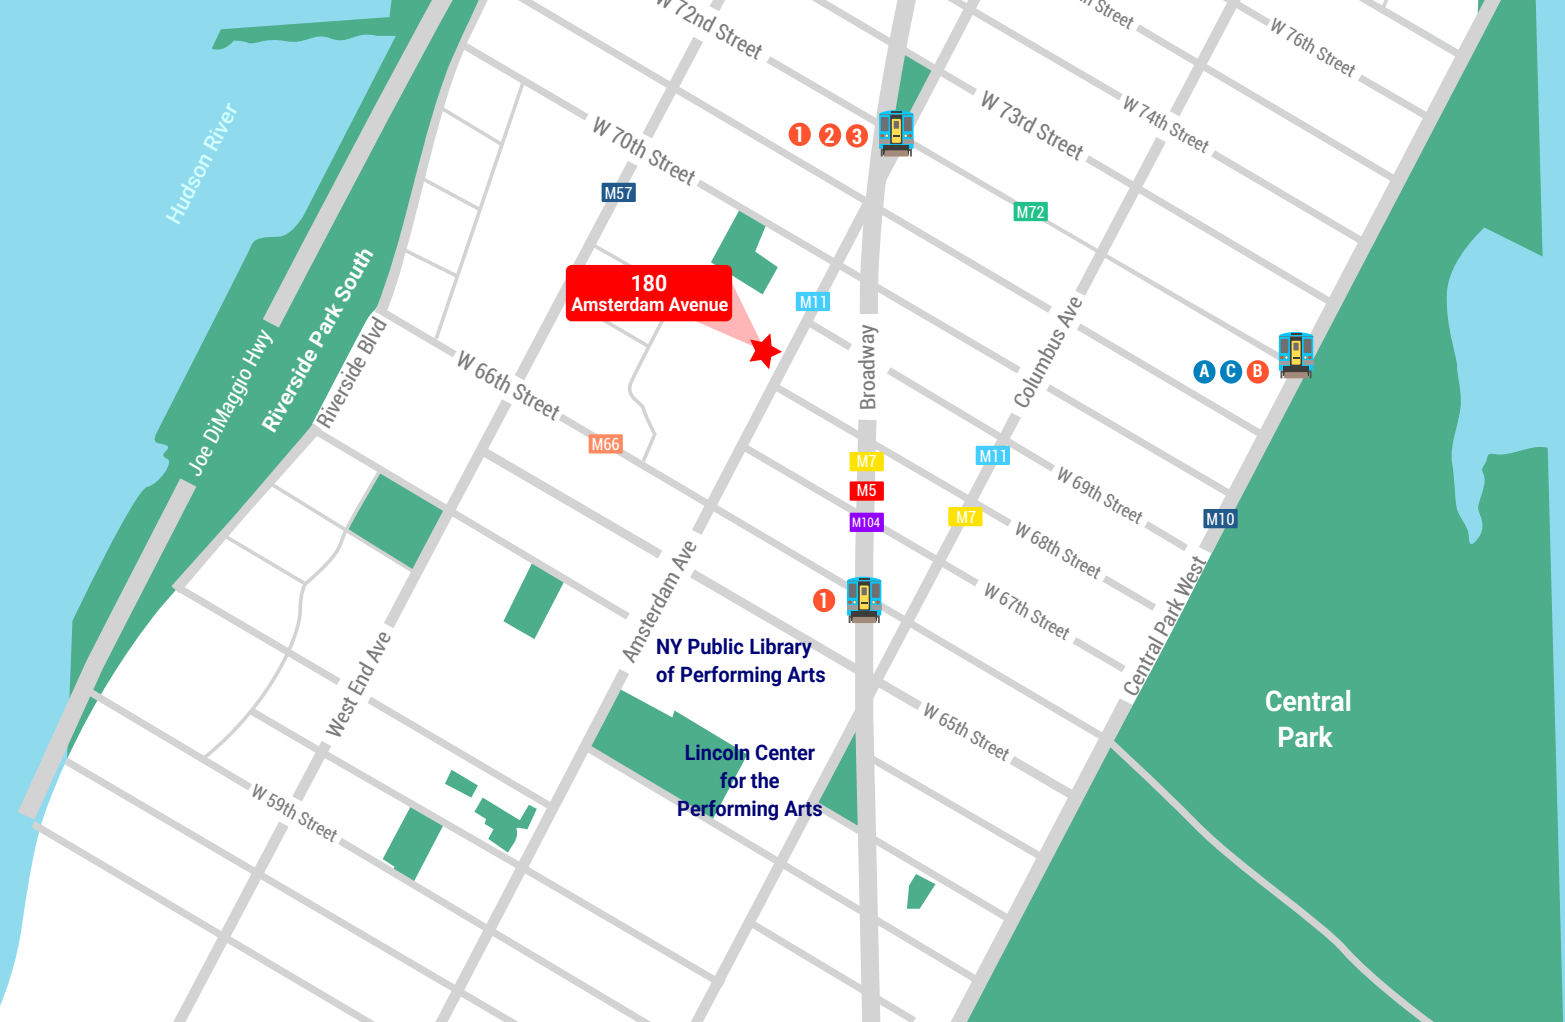 W 72nd Street
Street
W 76th Street
W 73rd Street
W 74th Street
Hudson River
W 70th Street
1 2 3
M57
M72
Riverside Park South
180
Amsterdam Avenue
M11
Joe DiMaggio Hwy
Riverside Blvd
W 66th Street
Broadway
Columbus Ave
A C B
M66
M7
M11
M5
W 69th Street
M104
M7
M10
W 68th Street
Amsterdam Ave
1
W 67th Street
Central Park West
NY Public Library
of Performing Arts
West End Ave
Central
Park
W 65th Street
Lincoln Center
for the
Performing Arts
W 59th Street